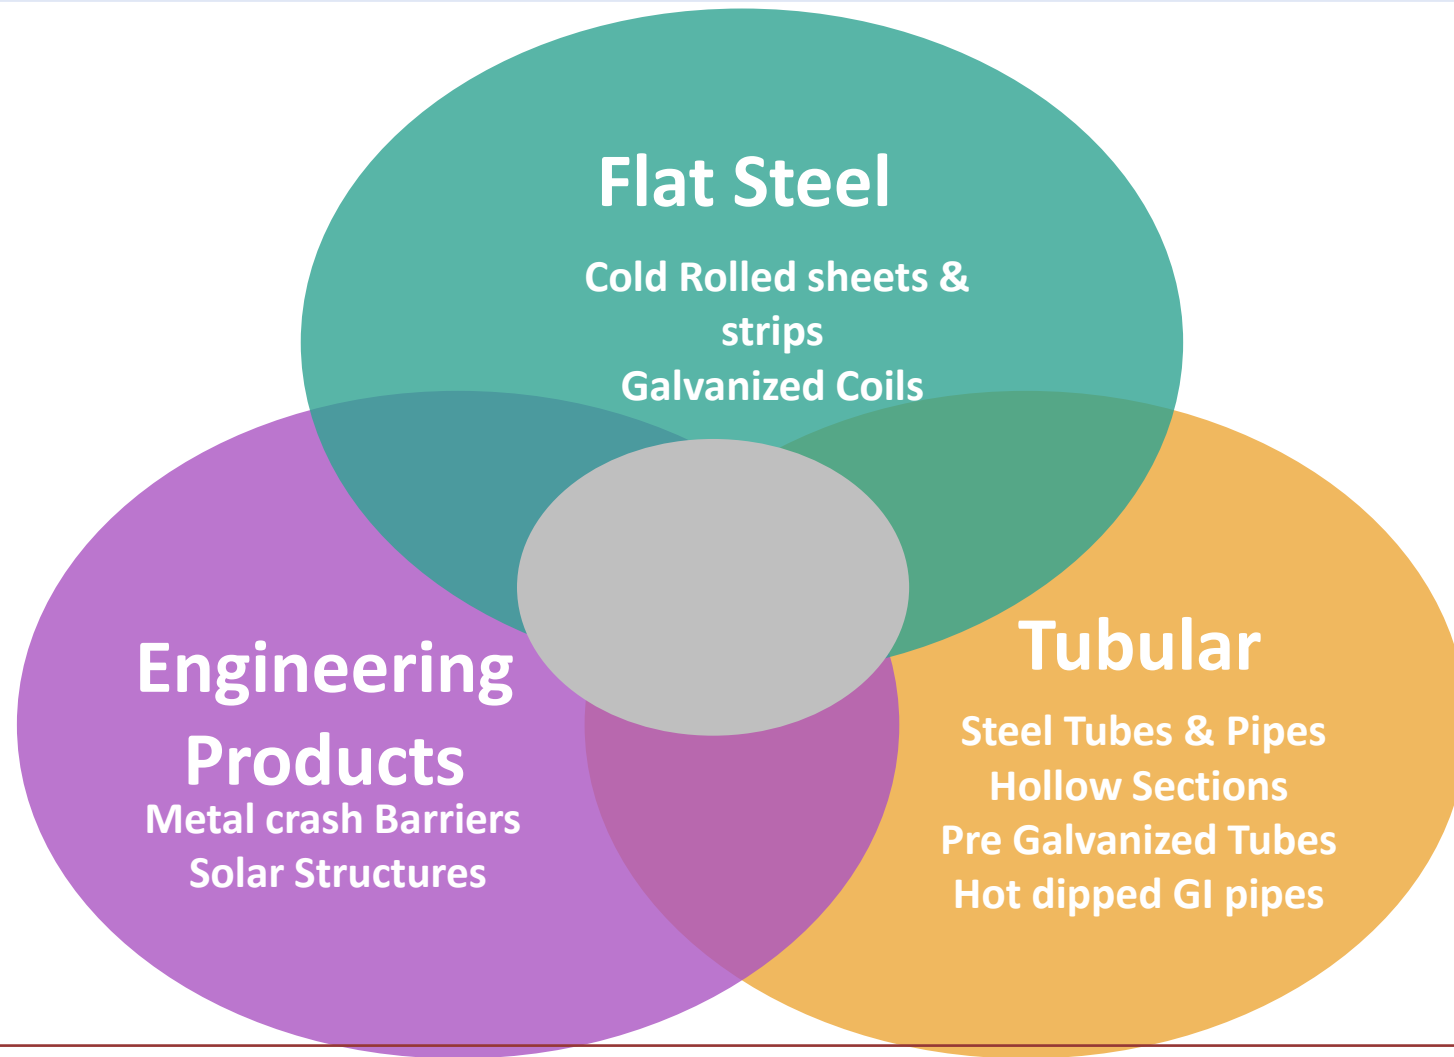 Flat Steel
Cold Rolled sheets &
strips
Galvanized Coils
Engineering
Products
Metal crash Barriers
Solar Structures
Tubular
Steel Tubes & Pipes
Hollow Sections
Pre Galvanized Tubes
Hot dipped GI pipes